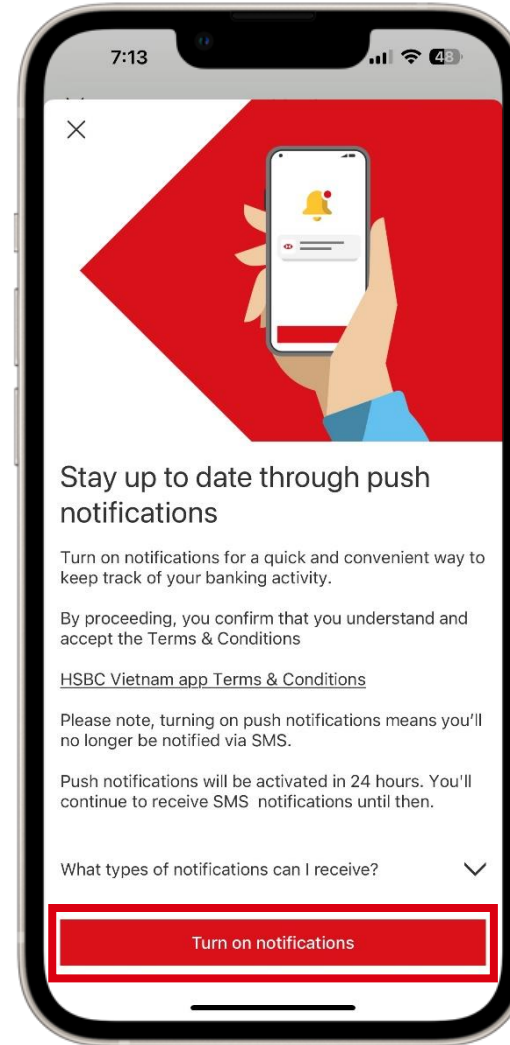 7:13
48
Stay up to date through push
notifications
Turn on notifications for a quick and convenient way to
keep track of your banking activity.
By proceeding, you confirm that you understand and
accept the Terms & Conditions
HSBC Vietnam app Terms & Conditions
Please note, turning on push notifications means you'll
no longer be notified via SMS.
Push notifications will be activated in 24 hours. You'll
continue to receive SMS notifications until then.
What types of notifications can I receive?
Turn on notifications